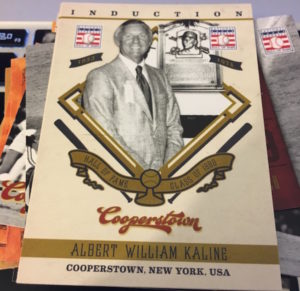 INDUCTION
HALL OF FAME
CLASS OF 1980
Cooperstown
ALBERT WILLIAM KALINE
COOPERSTOWN, NEW YORK, USA